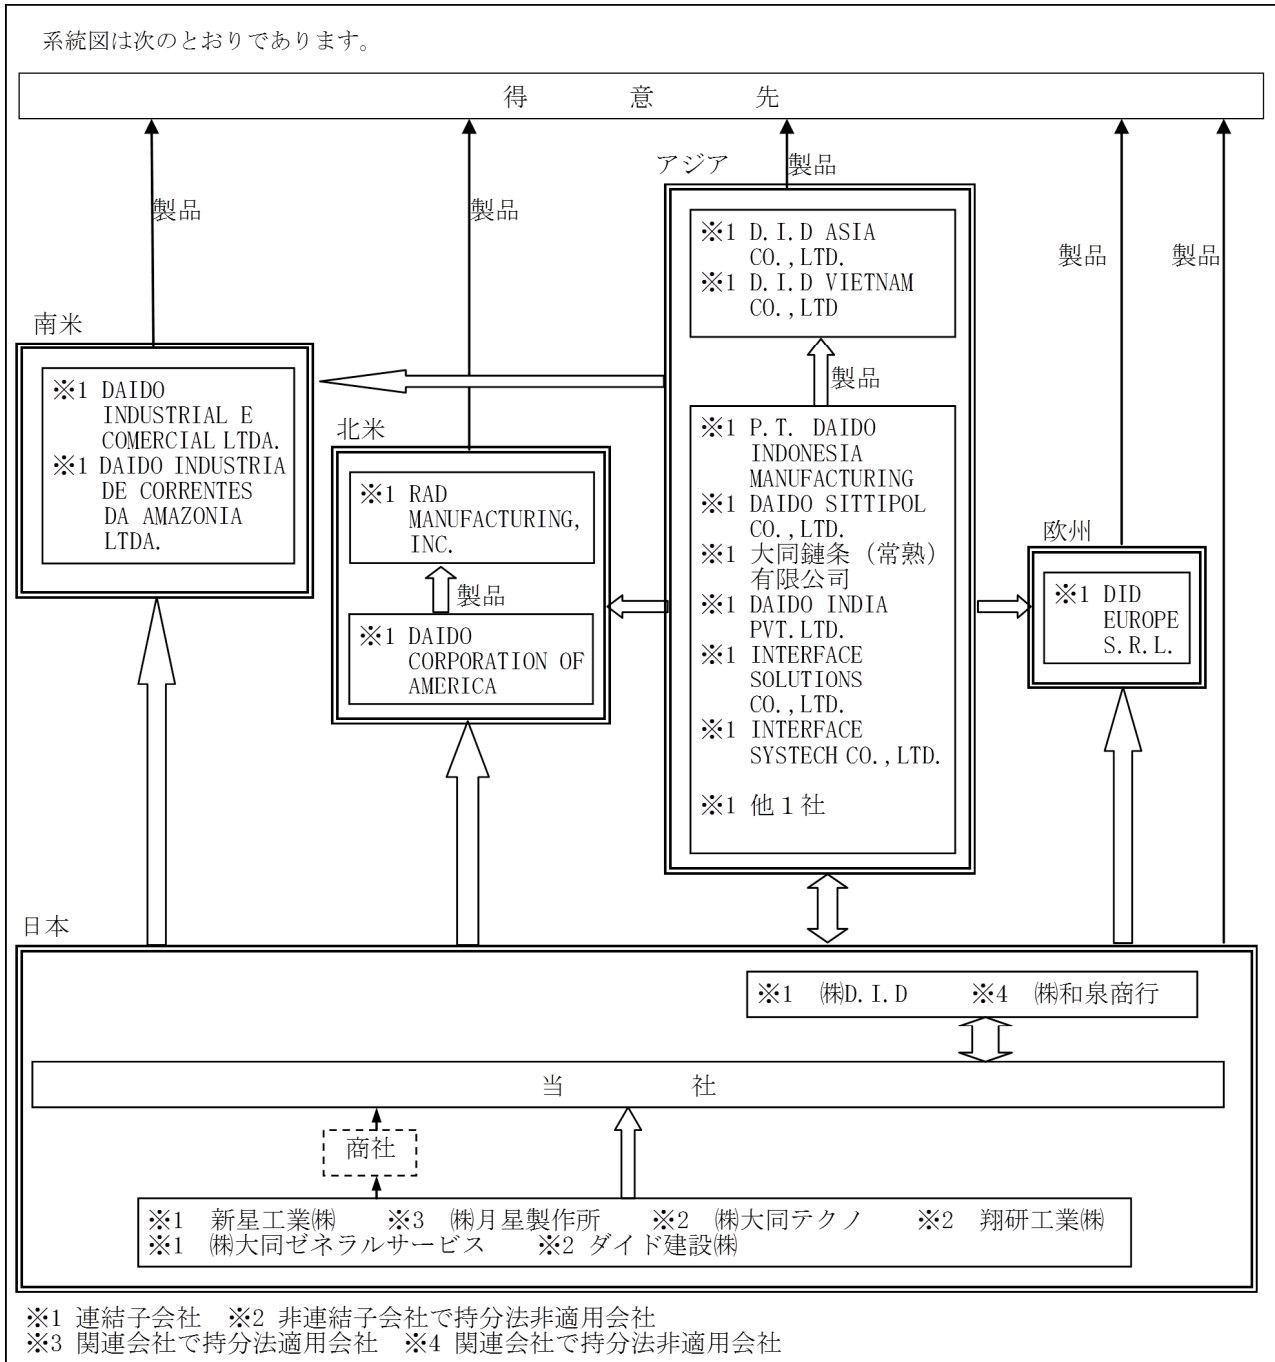 系統図は次のとおりであります。
得意先
アジア
製品
製品
製品
製品
製品
※1 D.I.D ASIA
CO.,LTD.
※1 D.I.D VIETNAM
CO.,LTD
製品
※1 P.T. DAIDO
INDONESIA
MANUFACTURING
※1 DAIDO SITTIPOL
CO.,LTD.
※1 大同鏈条（常熟）
有限公司
※1 DAIDO INDIA
PVT.LTD.
※1 INTERFACE
SOLUTIONS
CO.,LTD.
※1 INTERFACE
SYSTECH CO.,LTD.
※1 他１社
南米
※1 DAIDO
INDUSTRIAL E
COMERCIAL LTDA.
※1 DAIDO INDUSTRIA
DE CORRENTES
DA AMAZONIA
LTDA.
北米
※1 RAD
MANUFACTURING,
INC.
製品
※1 DAIDO
CORPORATION OF
AMERICA
欧州
※1 DID
EUROPE
S.R.L.
日本
※1 ㈱D.I.D ※4 ㈱和泉商行
当社
商社
※1 新星工業㈱ ※3 ㈱月星製作所 ※2 ㈱大同テクノ ※2 翔研工業㈱
※1 ㈱大同ゼネラルサービス ※2 ダイド建設㈱
※1 連結子会社 ※2 非連結子会社で持分法非適用会社
※3 関連会社で持分法適用会社 ※4 関連会社で持分法非適用会社